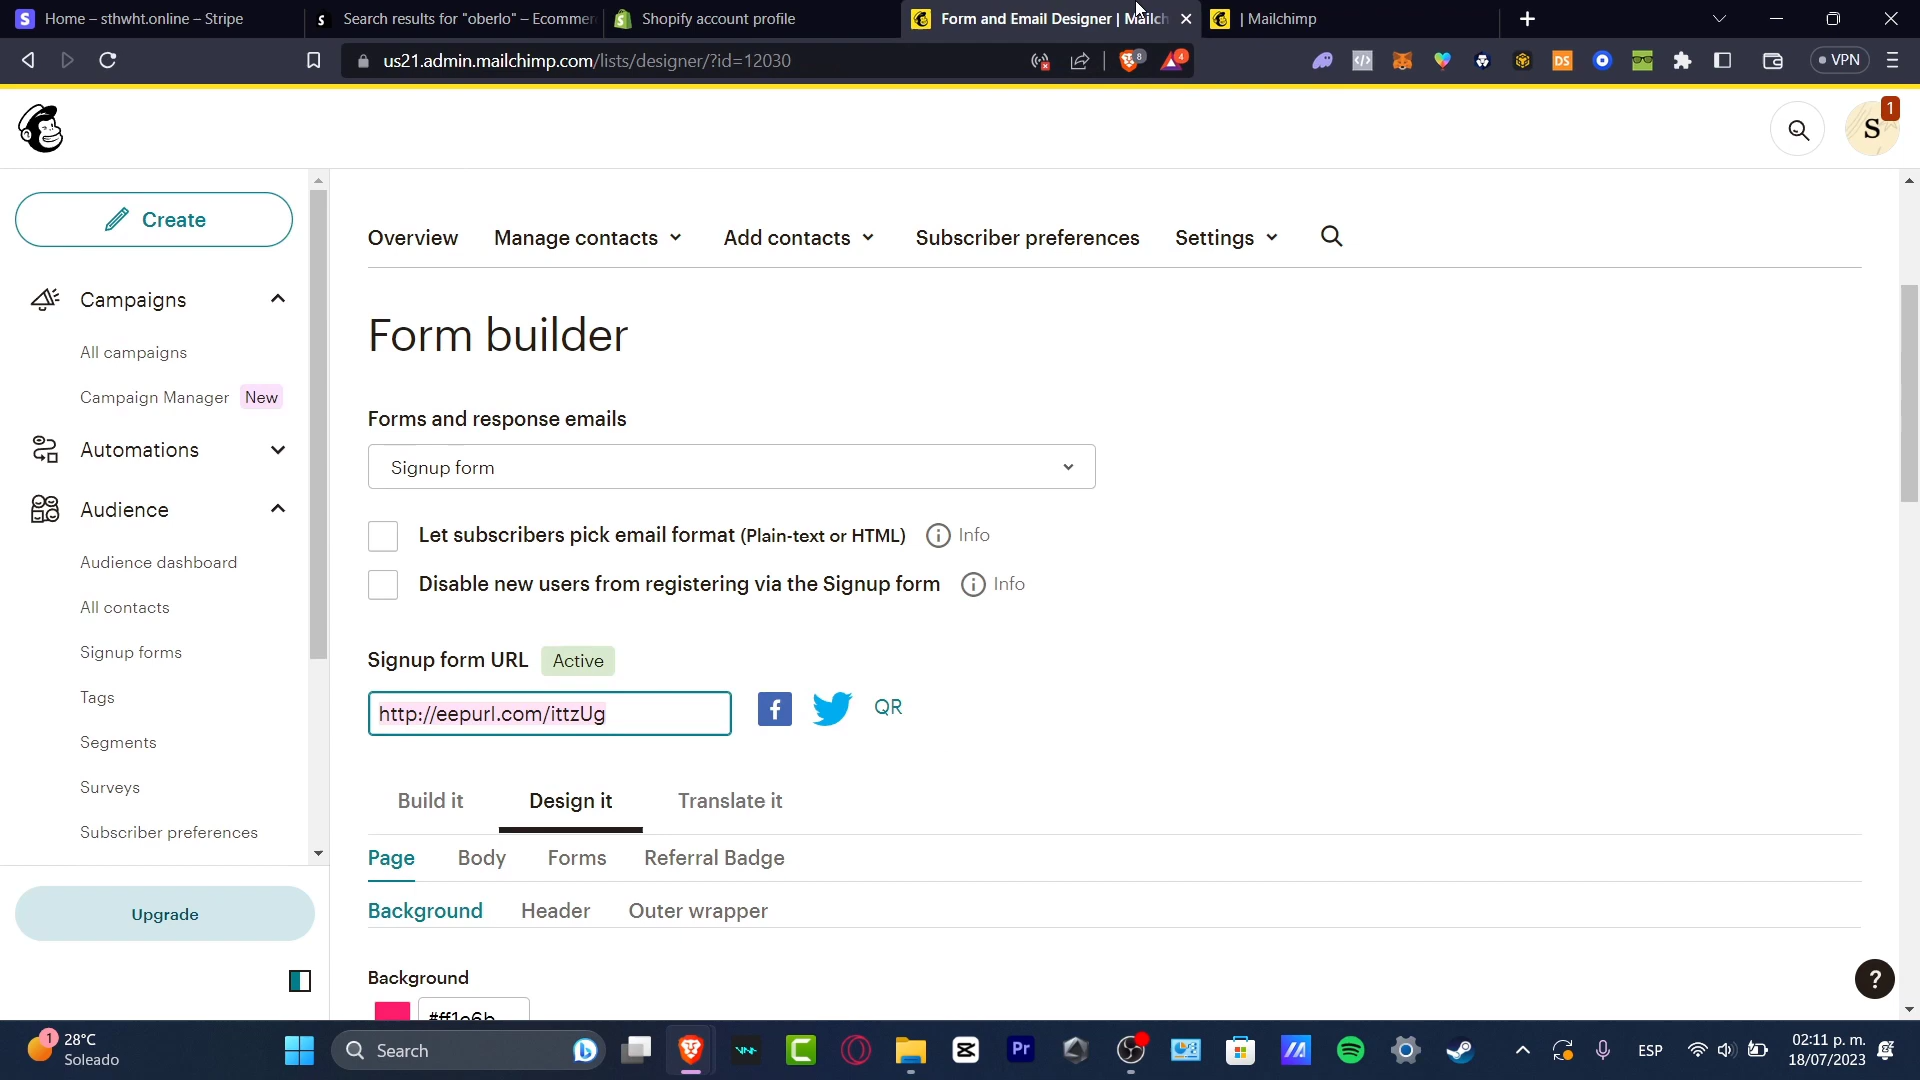 Home – sthwht.online – Stripe
Search results for "oberlo" – Ecommer
Shopify account profile
Form and Email Designer | Mailch
| Mailchimp
us21.admin.mailchimp.com/lists/designer/?id=12030
8
4
DS
VPN
S
1
Create
Overview
Manage contacts
Add contacts
Subscriber preferences
Settings
Campaigns
All campaigns
Campaign Manager New
Automations
Audience
Audience dashboard
All contacts
Signup forms
Tags
Segments
Surveys
Subscriber preferences
Upgrade
Form builder
Forms and response emails
Signup form
Let subscribers pick email format (Plain-text or HTML) Info
Disable new users from registering via the Signup form Info
Signup form URL Active
http://eepurl.com/ittzUg
QR
Build it
Design it
Translate it
Page
Body
Forms
Referral Badge
Background
Header
Outer wrapper
Background
#ff1e6b
?
1
28°C
Soleado
Search
Pr
ESP
02:11 p. m.
18/07/2023